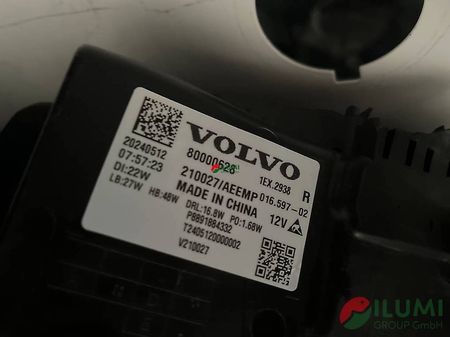 VOLVO
20240512
07:57:23
80000628
1EX.2938 R
210027/AEEMP 016.597-02
MADE IN CHINA 12V
DI:22W
LB:27W HB:48W DRL:16.8W PO:1.68W
P8891884332
T2405120000002
V210027
ILUMI
GROUP GmbH